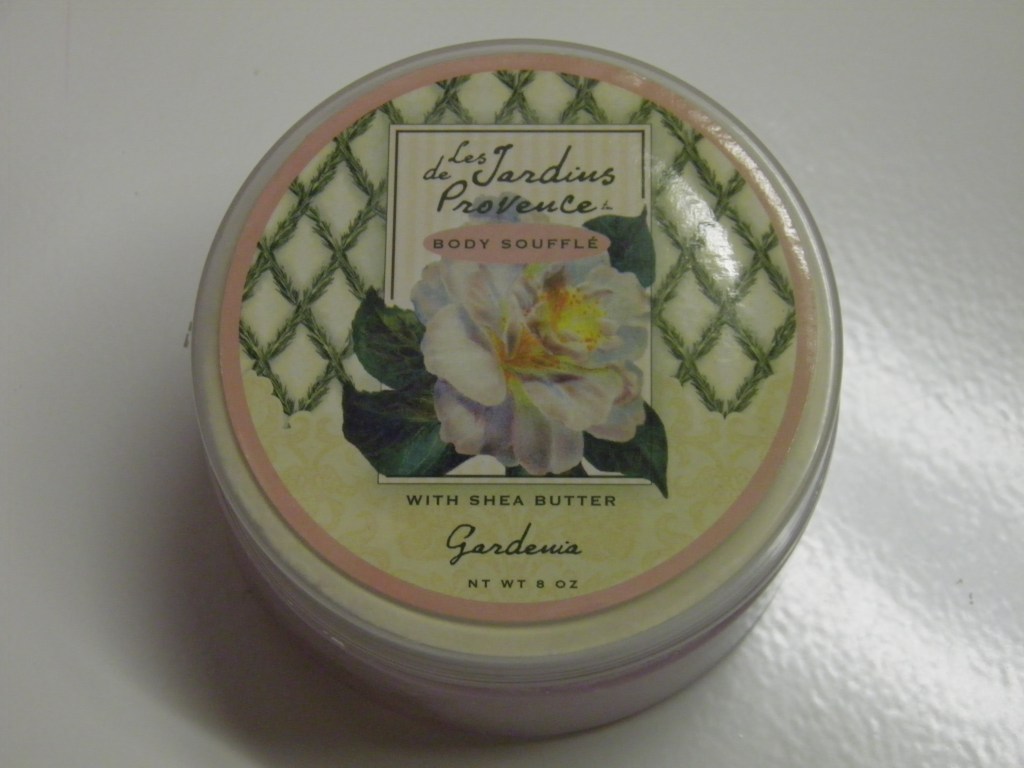 Les
de Jardins
Provence
BODY SOUFFLÉ
WITH SHEA BUTTER
Gardenia
NT WT 8 OZ